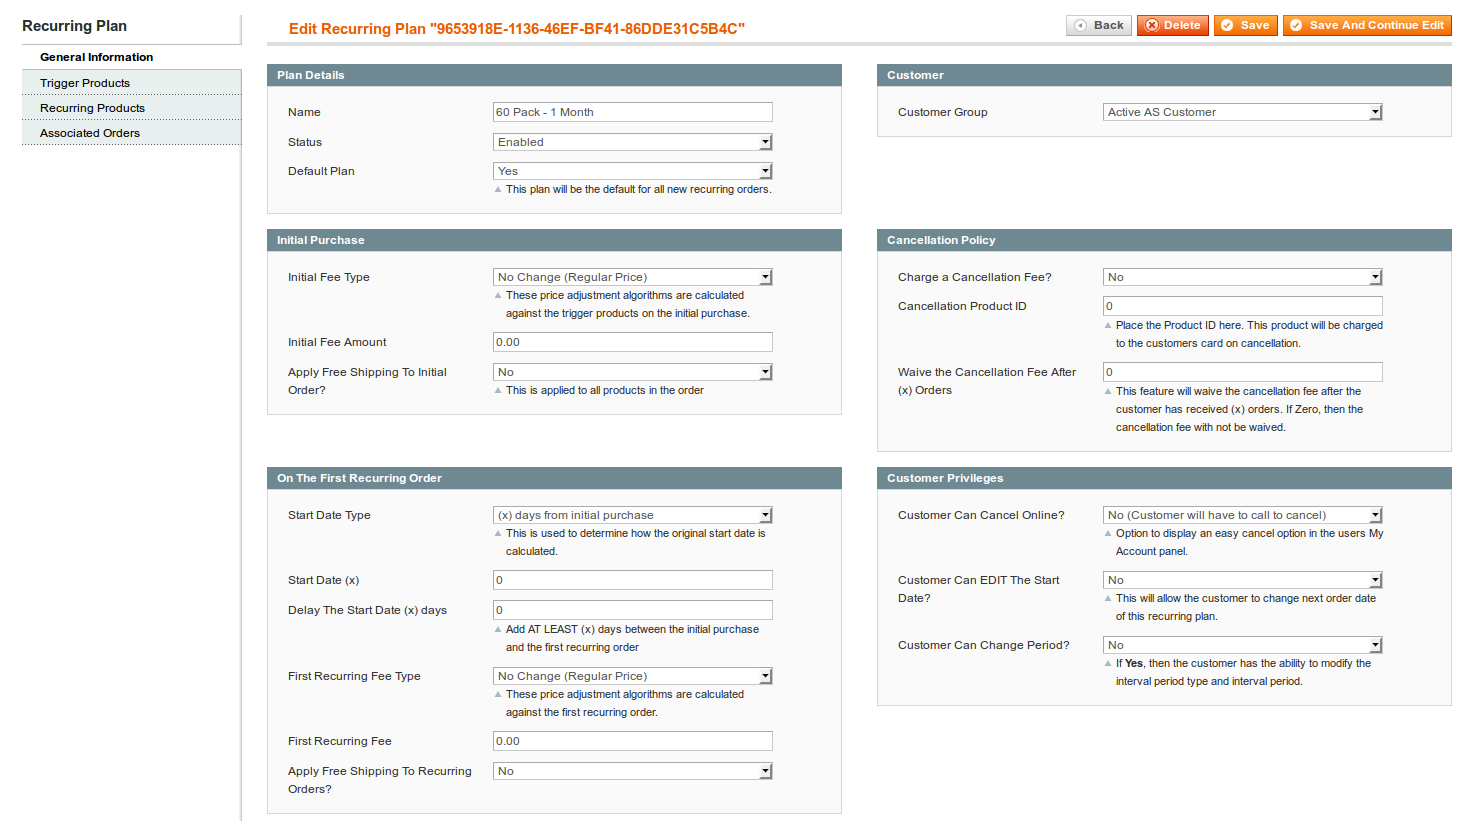 Recurring Plan
General Information
Trigger Products
Recurring Products
Associated Orders
Edit Recurring Plan "9653918E-1136-46EF-BF41-86DDE31C5B4C"
Back
Delete
Save
Save And Continue Edit
Plan Details
Name
60 Pack - 1 Month
Status
Enabled
Default Plan
Yes
This plan will be the default for all new recurring orders.
Customer
Customer Group
Active AS Customer
Initial Purchase
Initial Fee Type
No Change (Regular Price)
These price adjustment algorithms are calculated
against the trigger products on the initial purchase.
Initial Fee Amount
0.00
Apply Free Shipping To Initial
Order?
No
This is applied to all products in the order
Cancellation Policy
Charge a Cancellation Fee?
No
Cancellation Product ID
0
Place the Product ID here. This product will be charged
to the customers card on cancellation.
Waive the Cancellation Fee After
(x) Orders
0
This feature will waive the cancellation fee after the
customer has received (x) orders. If Zero, then the
cancellation fee with not be waived.
On The First Recurring Order
Start Date Type
(x) days from initial purchase
This is used to determine how the original start date is
calculated.
Start Date (x)
0
Delay The Start Date (x) days
0
Add AT LEAST (x) days between the initial purchase
and the first recurring order
First Recurring Fee Type
No Change (Regular Price)
These price adjustment algorithms are calculated
against the first recurring order.
First Recurring Fee
0.00
Apply Free Shipping To Recurring
Orders?
No
Customer Privileges
Customer Can Cancel Online?
No (Customer will have to call to cancel)
Option to display an easy cancel option in the users My
Account panel.
Customer Can EDIT The Start
Date?
No
This will allow the customer to change next order date
of this recurring plan.
Customer Can Change Period?
No
If Yes, then the customer has the ability to modify the
interval period type and interval period.